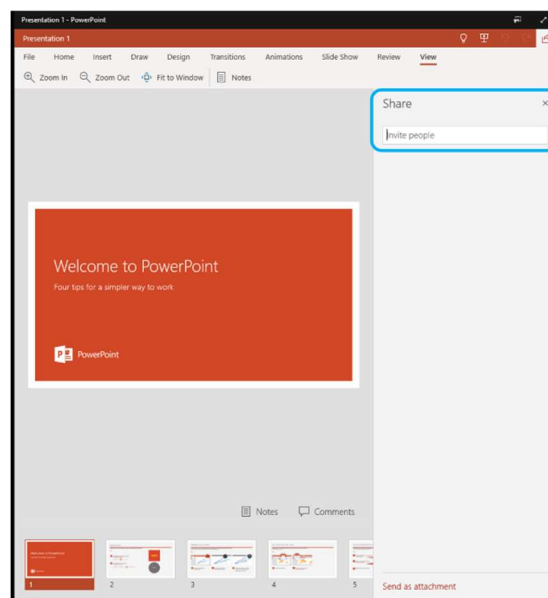 Presentation 1 - PowerPoint
Presentation 1
File Home Insert Draw Design Transitions Animations Slide Show Review View
Zoom In Zoom Out Fit to Window Notes
Share
Invite people
Welcome to PowerPoint
Four tips for a simpler way to work
PowerPoint
Notes Comments
1 2 3 4 5
Send as attachment